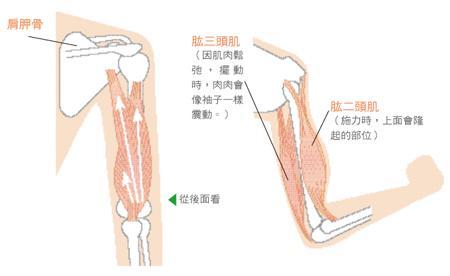 肩胛骨
肱三頭肌
（因肌肉鬆
弛，擺動
時，肉肉會
像袖子一樣
震動。）
肱二頭肌
（施力時，上面會隆
起的部位）
從後面看